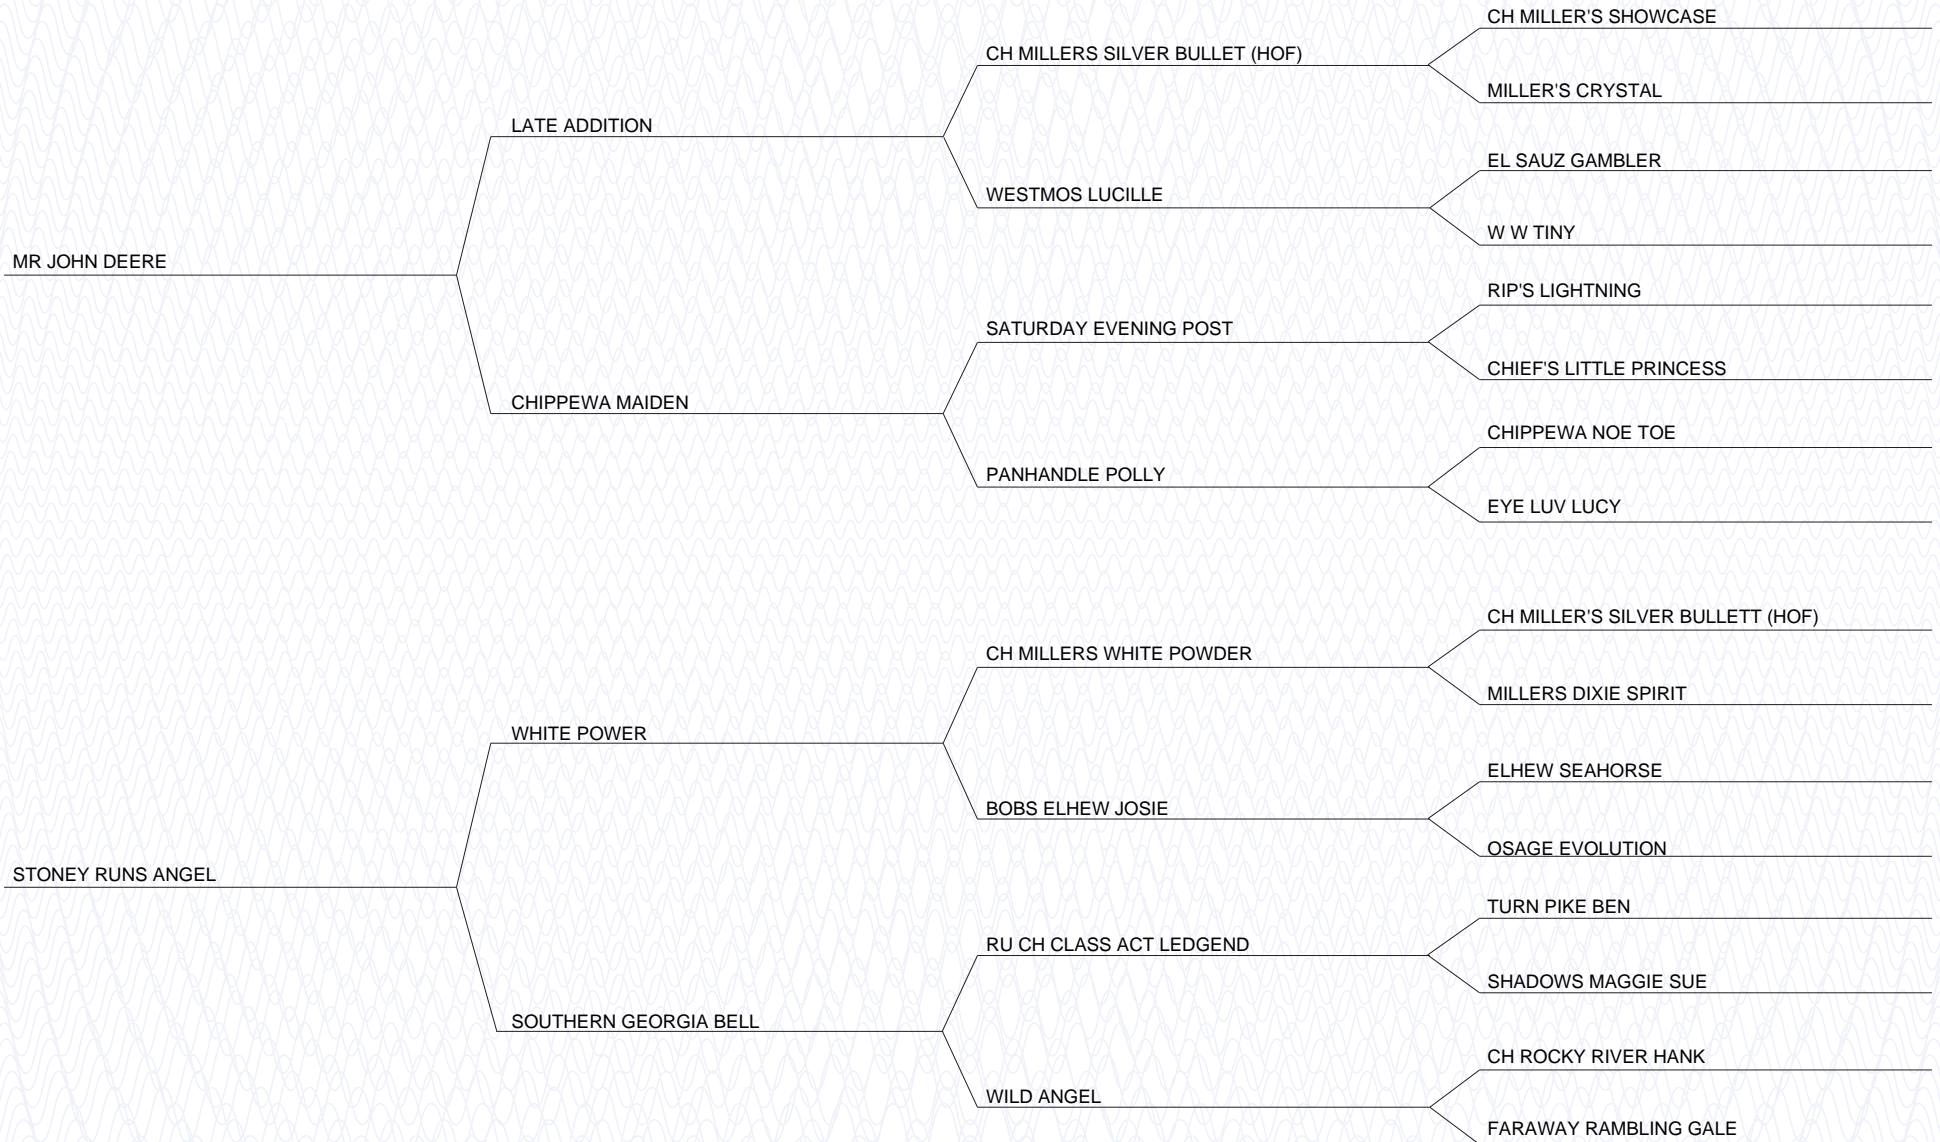 CH MILLER'S SHOWCASE
CH MILLERS SILVER BULLET (HOF)
MILLER'S CRYSTAL
LATE ADDITION
EL SAUZ GAMBLER
WESTMOS LUCILLE
W W TINY
MR JOHN DEERE
RIP'S LIGHTNING
SATURDAY EVENING POST
CHIEF'S LITTLE PRINCESS
CHIPPEWA MAIDEN
CHIPPEWA NOE TOE
PANHANDLE POLLY
EYE LUV LUCY
CH MILLER'S SILVER BULLETT (HOF)
CH MILLERS WHITE POWDER
MILLERS DIXIE SPIRIT
WHITE POWER
ELHEW SEAHORSE
BOBS ELHEW JOSIE
OSAGE EVOLUTION
STONEY RUNS ANGEL
TURN PIKE BEN
RU CH CLASS ACT LEDGEND
SHADOWS MAGGIE SUE
SOUTHERN GEORGIA BELL
CH ROCKY RIVER HANK
WILD ANGEL
FARAWAY RAMBLING GALE